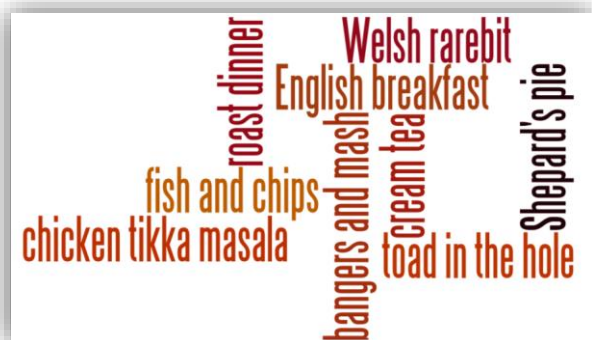 roast dinner
Welsh rarebit
English breakfast
Shepard's pie
bangers and mash
cream tea
fish and chips
chicken tikka masala
toad in the hole